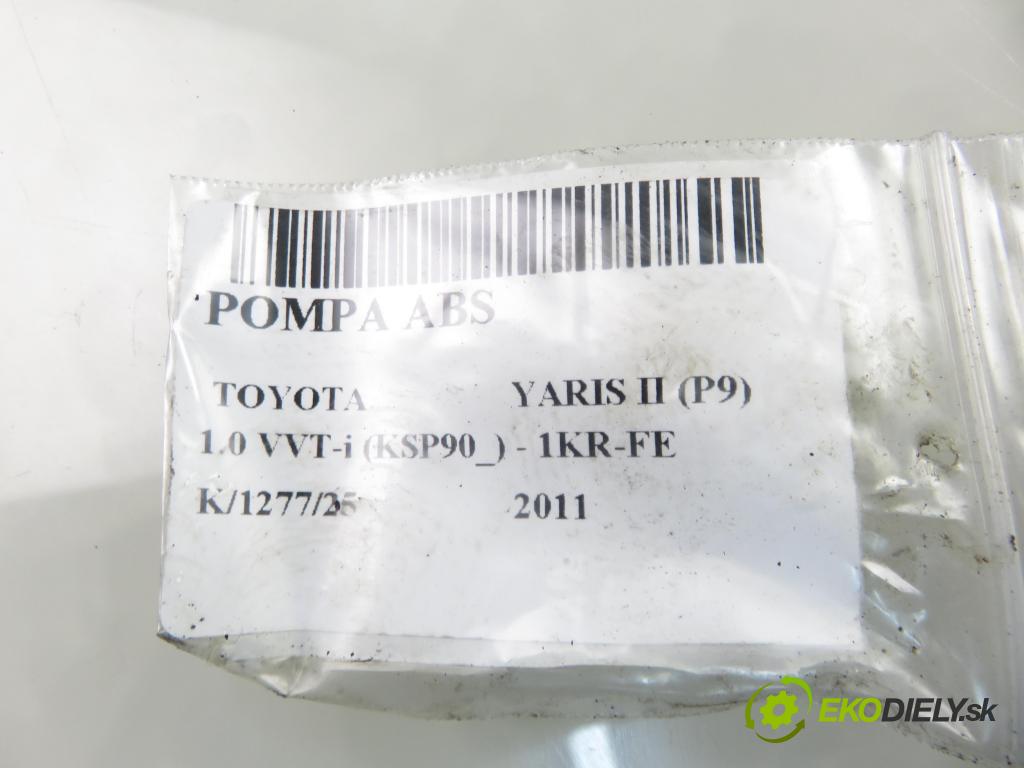 POMPA ABS
TOYOTA YARIS II (P9)
1.0 VVT-i (KSP90_) - 1KR-FE
K/1277/25 2011
EKODIELY.sk